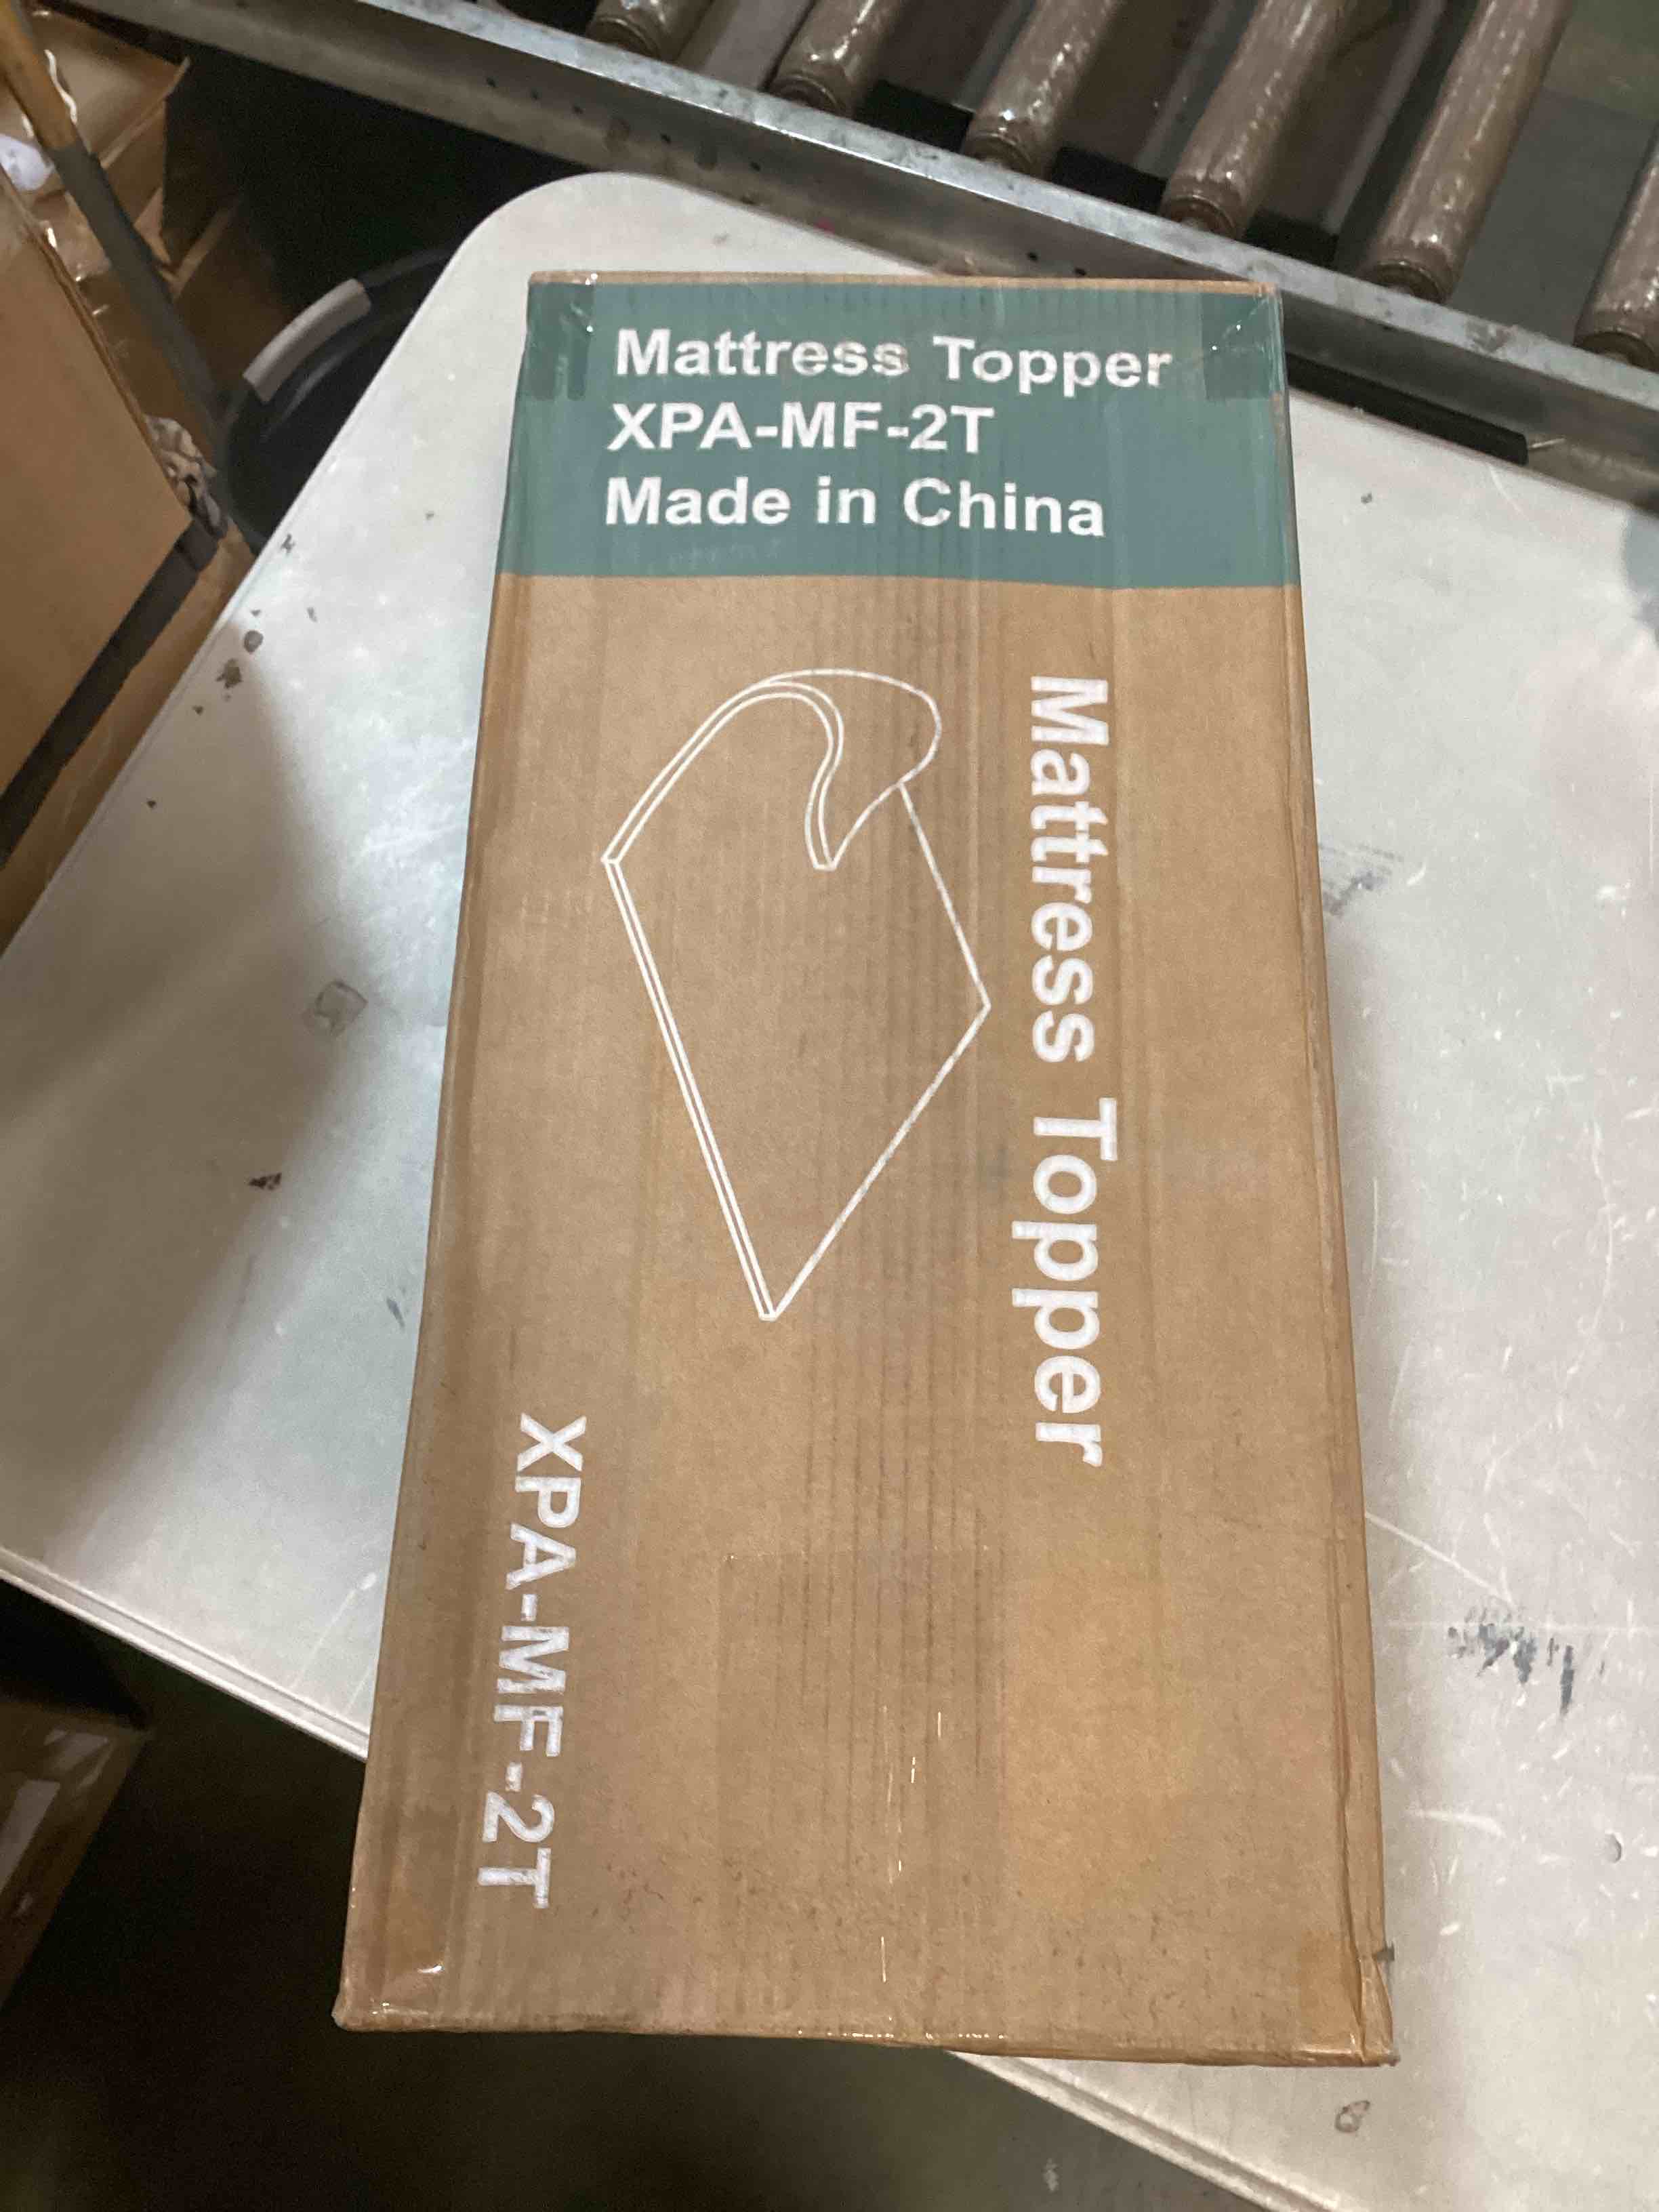 Mattress Topper
XPA-MF-2T
Made in China
Mattress Topper
XPA-MF-2T